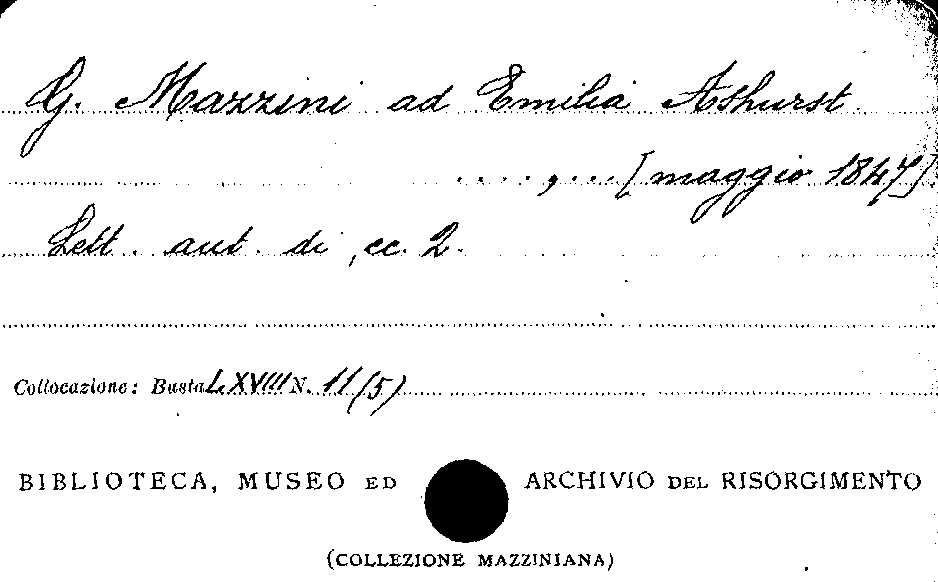 G. Mazzini ad Emilia Ashurst.
....,...[maggio 1847].
Lett. aut. di cc. 2.
Collocazione: Busta LXVIII N. 11(5)
BIBLIOTECA, MUSEO ED ARCHIVIO DEL RISORGIMENTO
(COLLEZIONE MAZZINIANA)